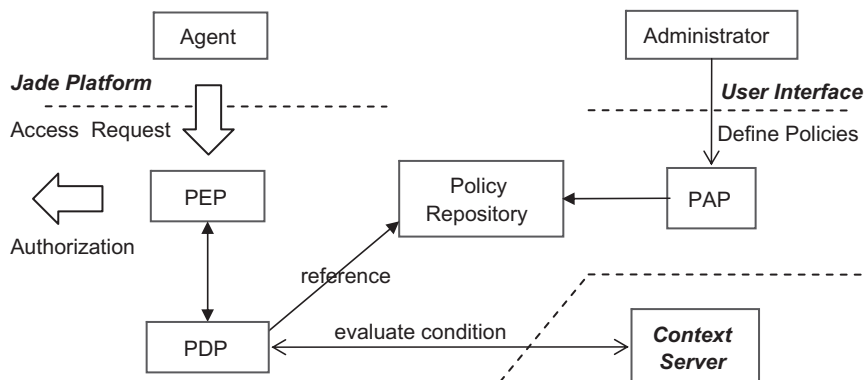 Agent
Administrator
Jade Platform
User Interface
Access Request
Define Policies
PEP
Policy
Repository
PAP
Authorization
reference
PDP
evaluate condition
Context
Server